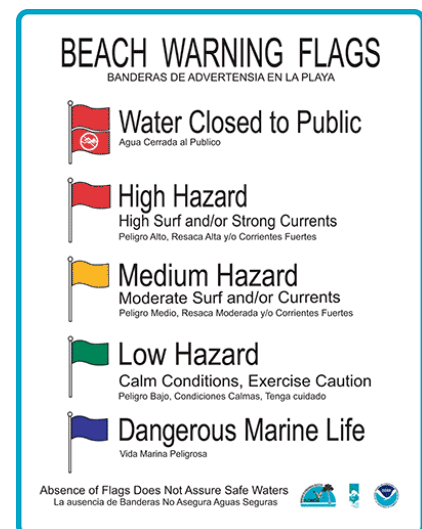 BEACH WARNING FLAGS
BANDERAS DE ADVERTENSIA EN LA PLAYA
Water Closed to Public
Agua Cerrada al Publico
High Hazard
High Surf and/or Strong Currents
Peligro Alto, Resaca Alta y/o Corrientes Fuertes
Medium Hazard
Moderate Surf and/or Currents
Peligro Medio, Resaca Moderada y/o Corrientes Fuertes
Low Hazard
Calm Conditions, Exercise Caution
Peligro Bajo, Condiciones Calmas, Tenga cuidado
Dangerous Marine Life
Vida Marina Peligrosa
Absence of Flags Does Not Assure Safe Waters
La ausencia de Banderas No Asegura Aguas Seguras